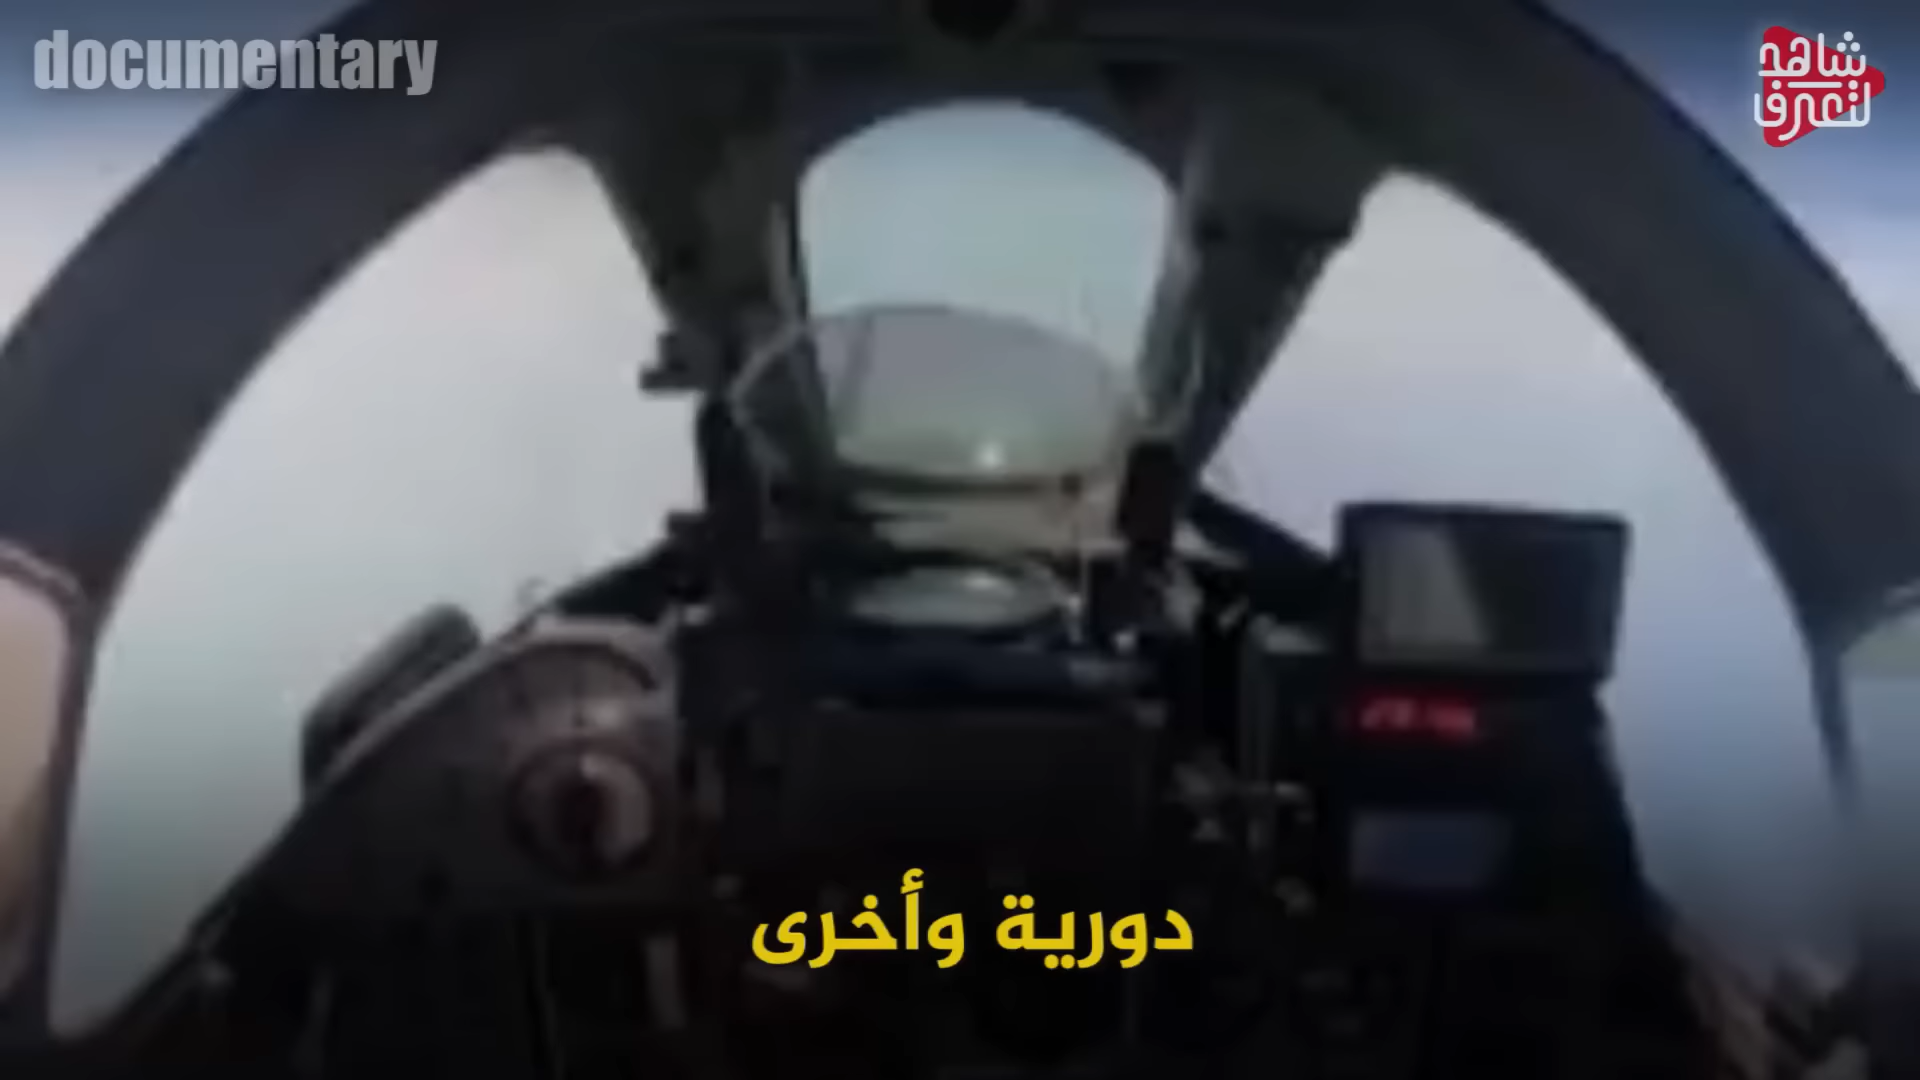 documentary
شاهد
لتعرف
دورية وأخرى